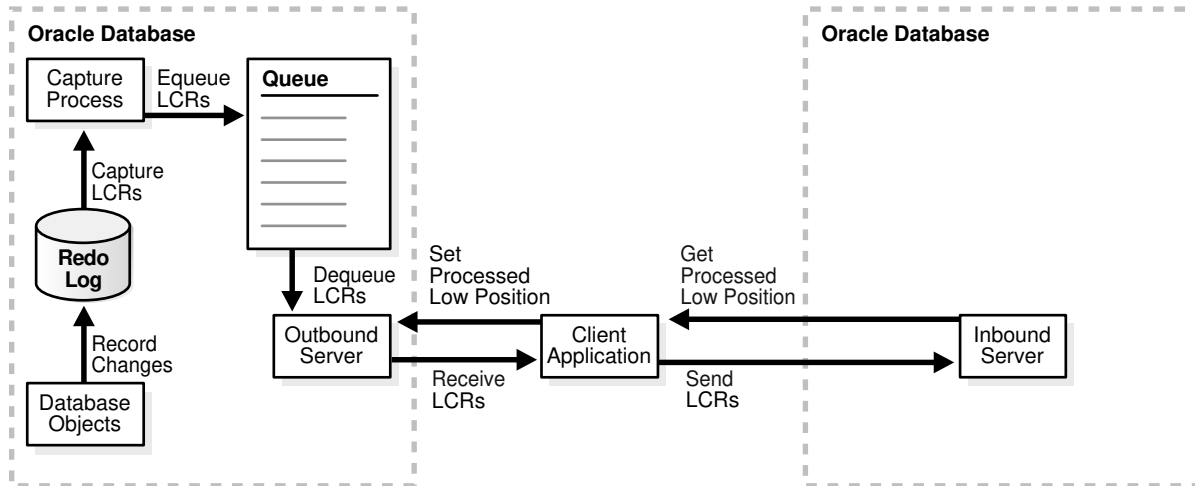 Oracle Database
Oracle Database
Capture
Process
Equeue
LCRs
Queue
Capture
LCRs
Redo
Log
Dequeue
LCRs
Set
Processed
Low Position
Get
Processed
Low Position
Record
Changes
Outbound
Server
Client
Application
Inbound
Server
Receive
LCRs
Send
LCRs
Database
Objects